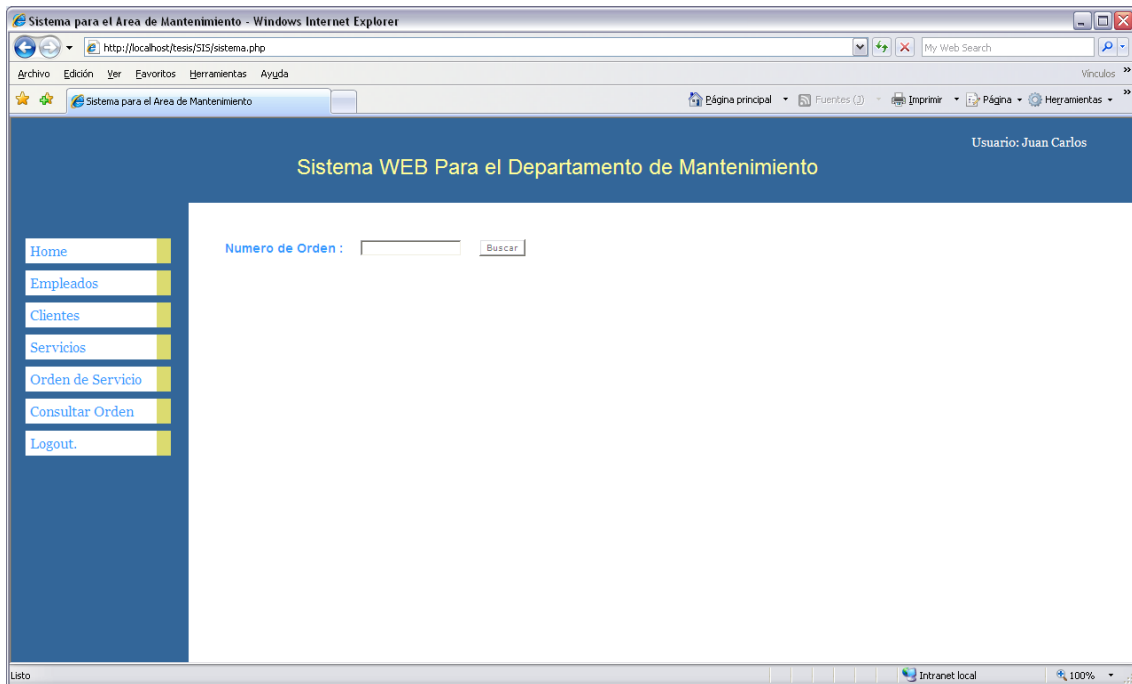 Sistema para el Area de Mantenimiento - Windows Internet Explorer
http://localhost/tesis/SIS/sistema.php
My Web Search
Archivo Edición Ver Favoritos Herramientas Ayuda
Vínculos »
Sistema para el Area de Mantenimiento
Página principal Fuentes (J) Imprimir Página Herramientas »
Usuario: Juan Carlos
Sistema WEB Para el Departamento de Mantenimiento
Numero de Orden : Buscar
Home
Empleados
Clientes
Servicios
Orden de Servicio
Consultar Orden
Logout.
Listo Intranet local 100%